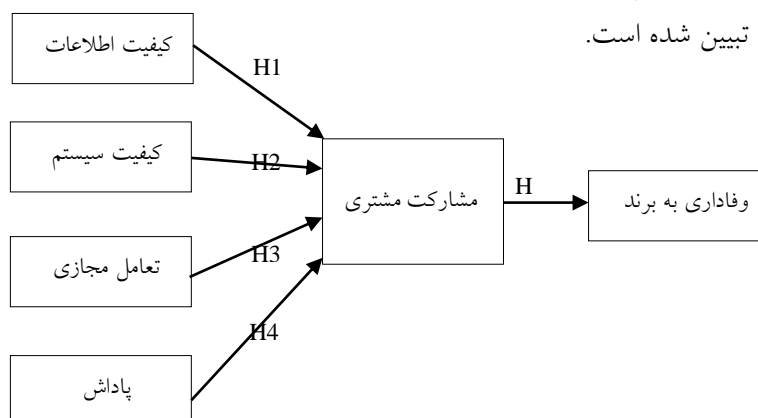 تبیین شده است.
کیفیت اطلاعات
H1
کیفیت سیستم
H2
مشارکت مشتری
H
وفاداری به برند
تعامل مجازی
H3
H4
پاداش